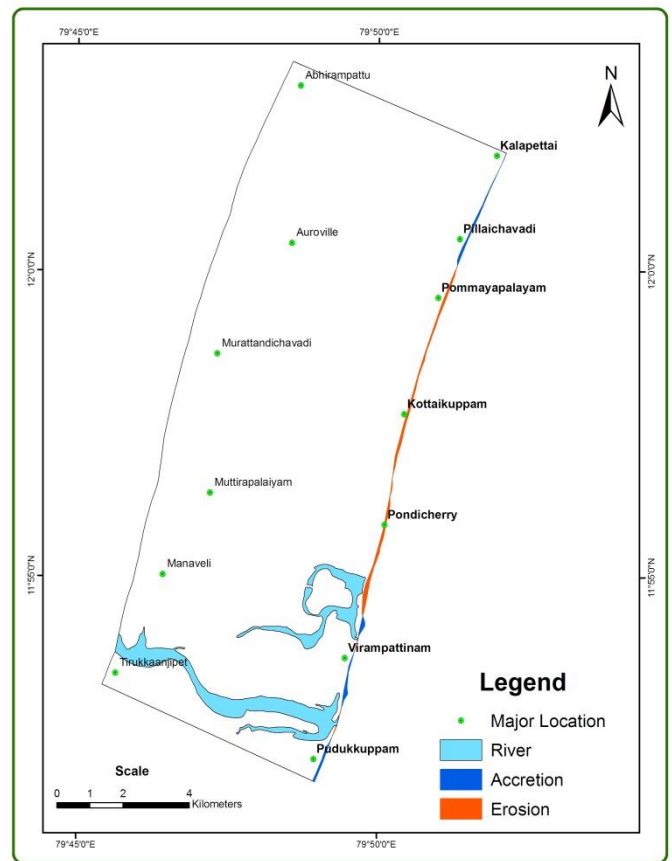 79°45'0"E
79°50'0"E
Abhirampattu
N
Kalapettai
Pillaichavadi
Auroville
12°0'0"N
12°0'0"N
Pommayapalayam
Murattandichavadi
Kottaikuppam
Muttirapalaiyam
Pondicherry
Manaveli
11°55'0"N
11°55'0"N
Virampattinam
Tirukkaanjipet
Legend
Major Location
River
Accretion
Erosion
Pudukkuppam
Scale
0 1 2 4
Kilometers
79°45'0"E
79°50'0"E